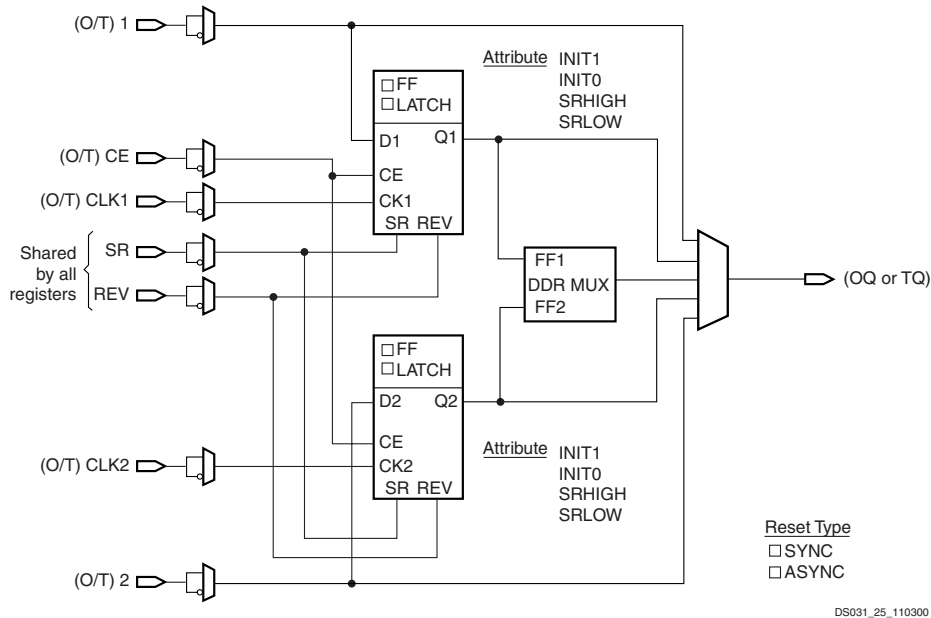 (O/T) 1
Attribute INIT1
INIT0
SRHIGH
SRLOW
FF
LATCH
D1 Q1
(O/T) CE
CE
(O/T) CLK1
CK1
SR REV
Shared
by all
registers
SR
REV
FF1
DDR MUX
FF2
(OQ or TQ)
FF
LATCH
D2 Q2
CE
(O/T) CLK2
CK2
SR REV
Attribute INIT1
INIT0
SRHIGH
SRLOW
Reset Type
SYNC
ASYNC
(O/T) 2
DS031_25_110300